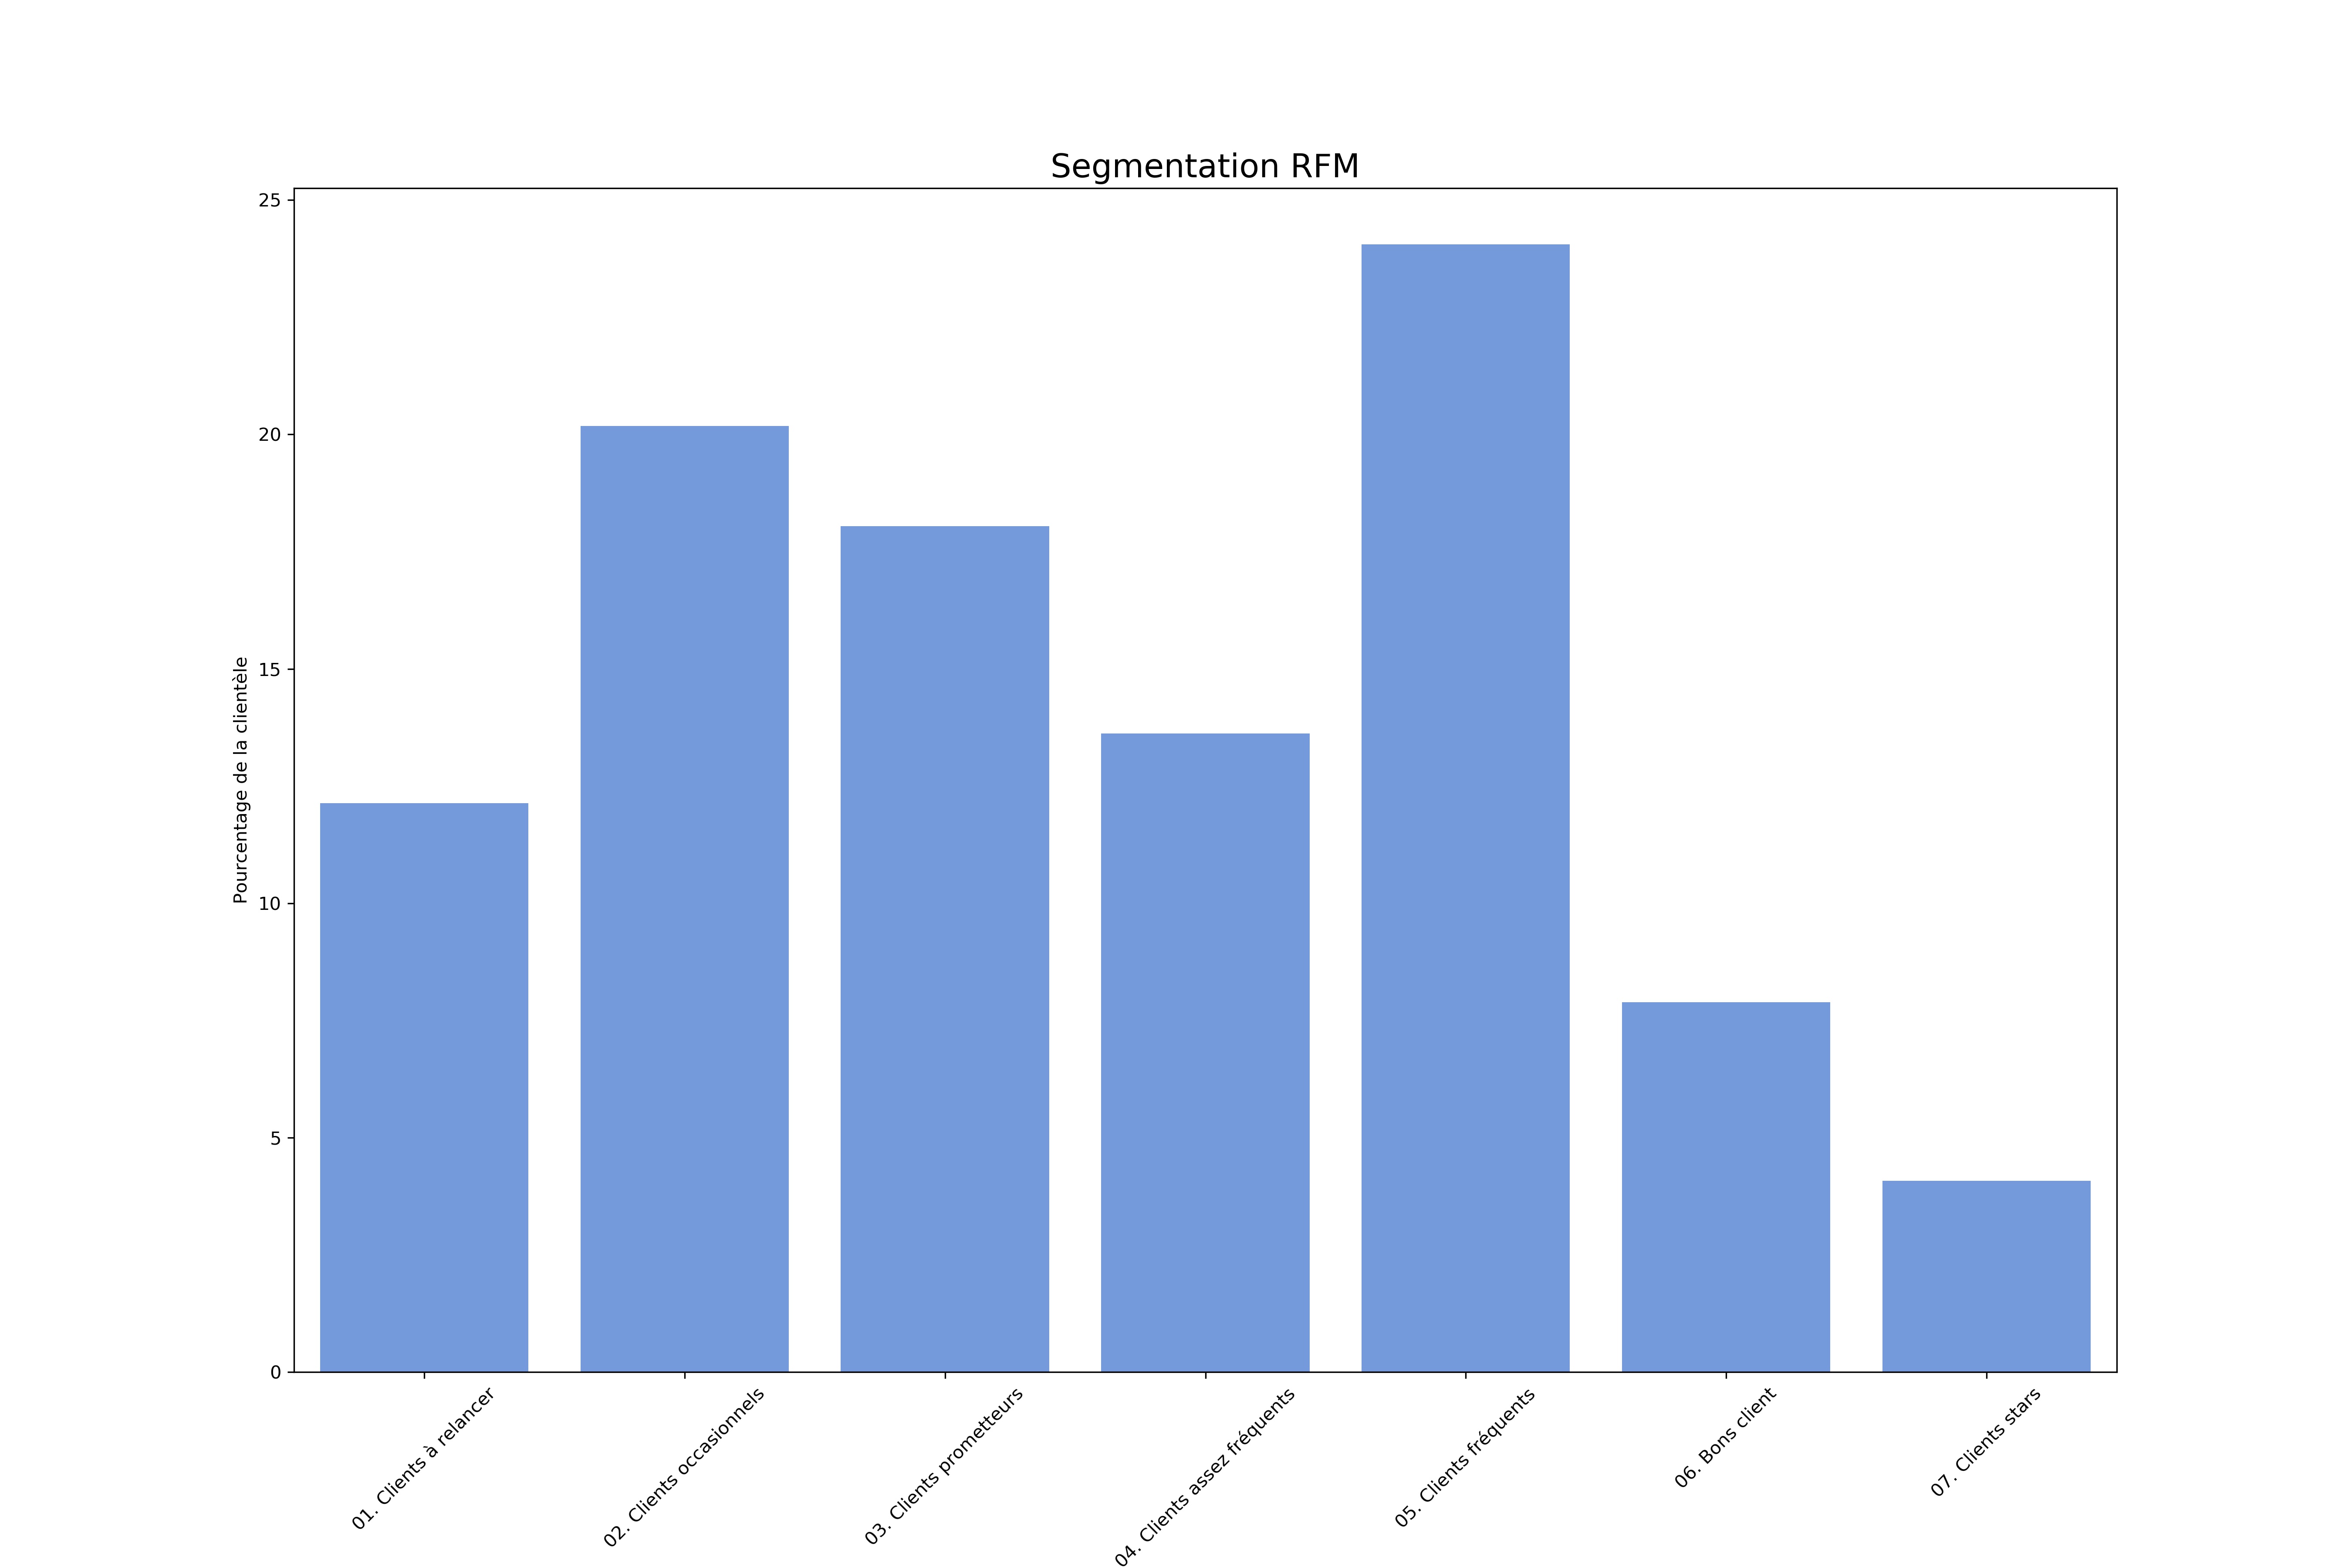 Segmentation RFM
Pourcentage de la clientèle
25
20
15
10
5
0
01. Clients à relancer
02. Clients occasionnels
03. Clients prometteurs
04. Clients assez fréquents
05. Clients fréquents
06. Bons client
07. Clients stars